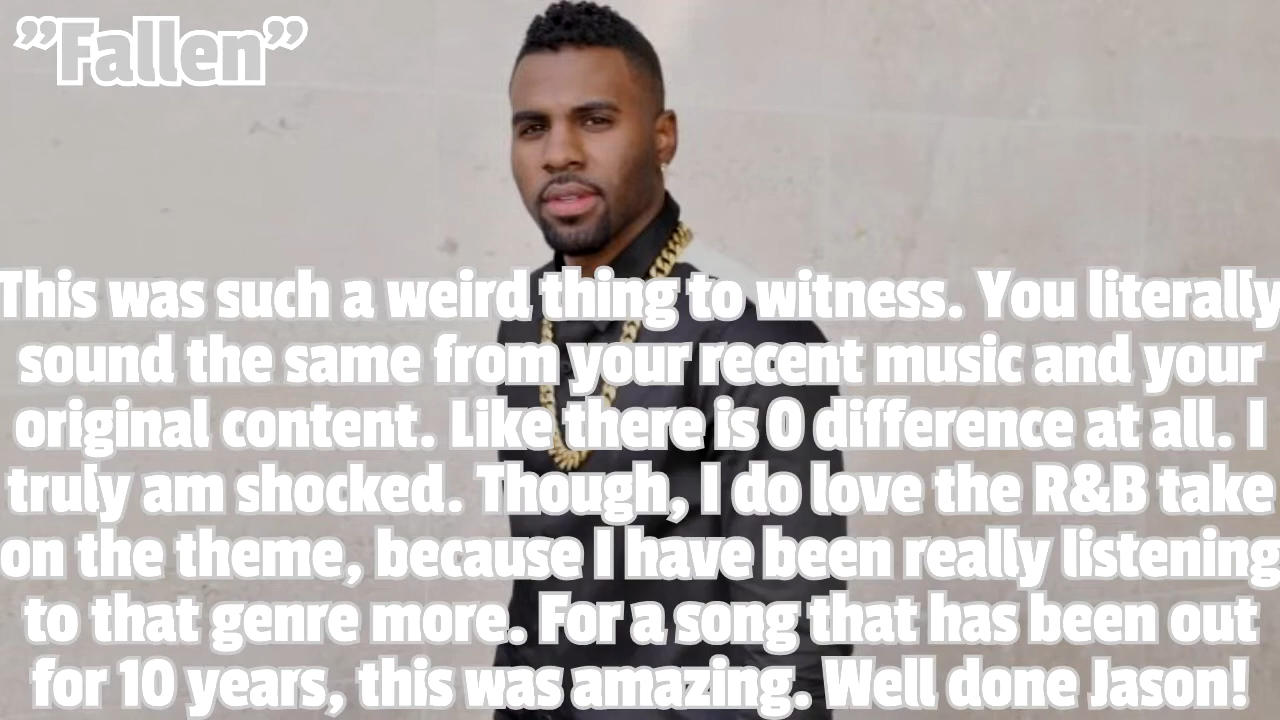 ”Fallen”
This was such a weird thing to witness. You literally
sound the same from your recent music and your
original content. Like there is 0 difference at all. I
truly am shocked. Though, I do love the R&B take
on the theme, because I have been really listening
to that genre more. For a song that has been out
for 10 years, this was amazing. Well done Jason!